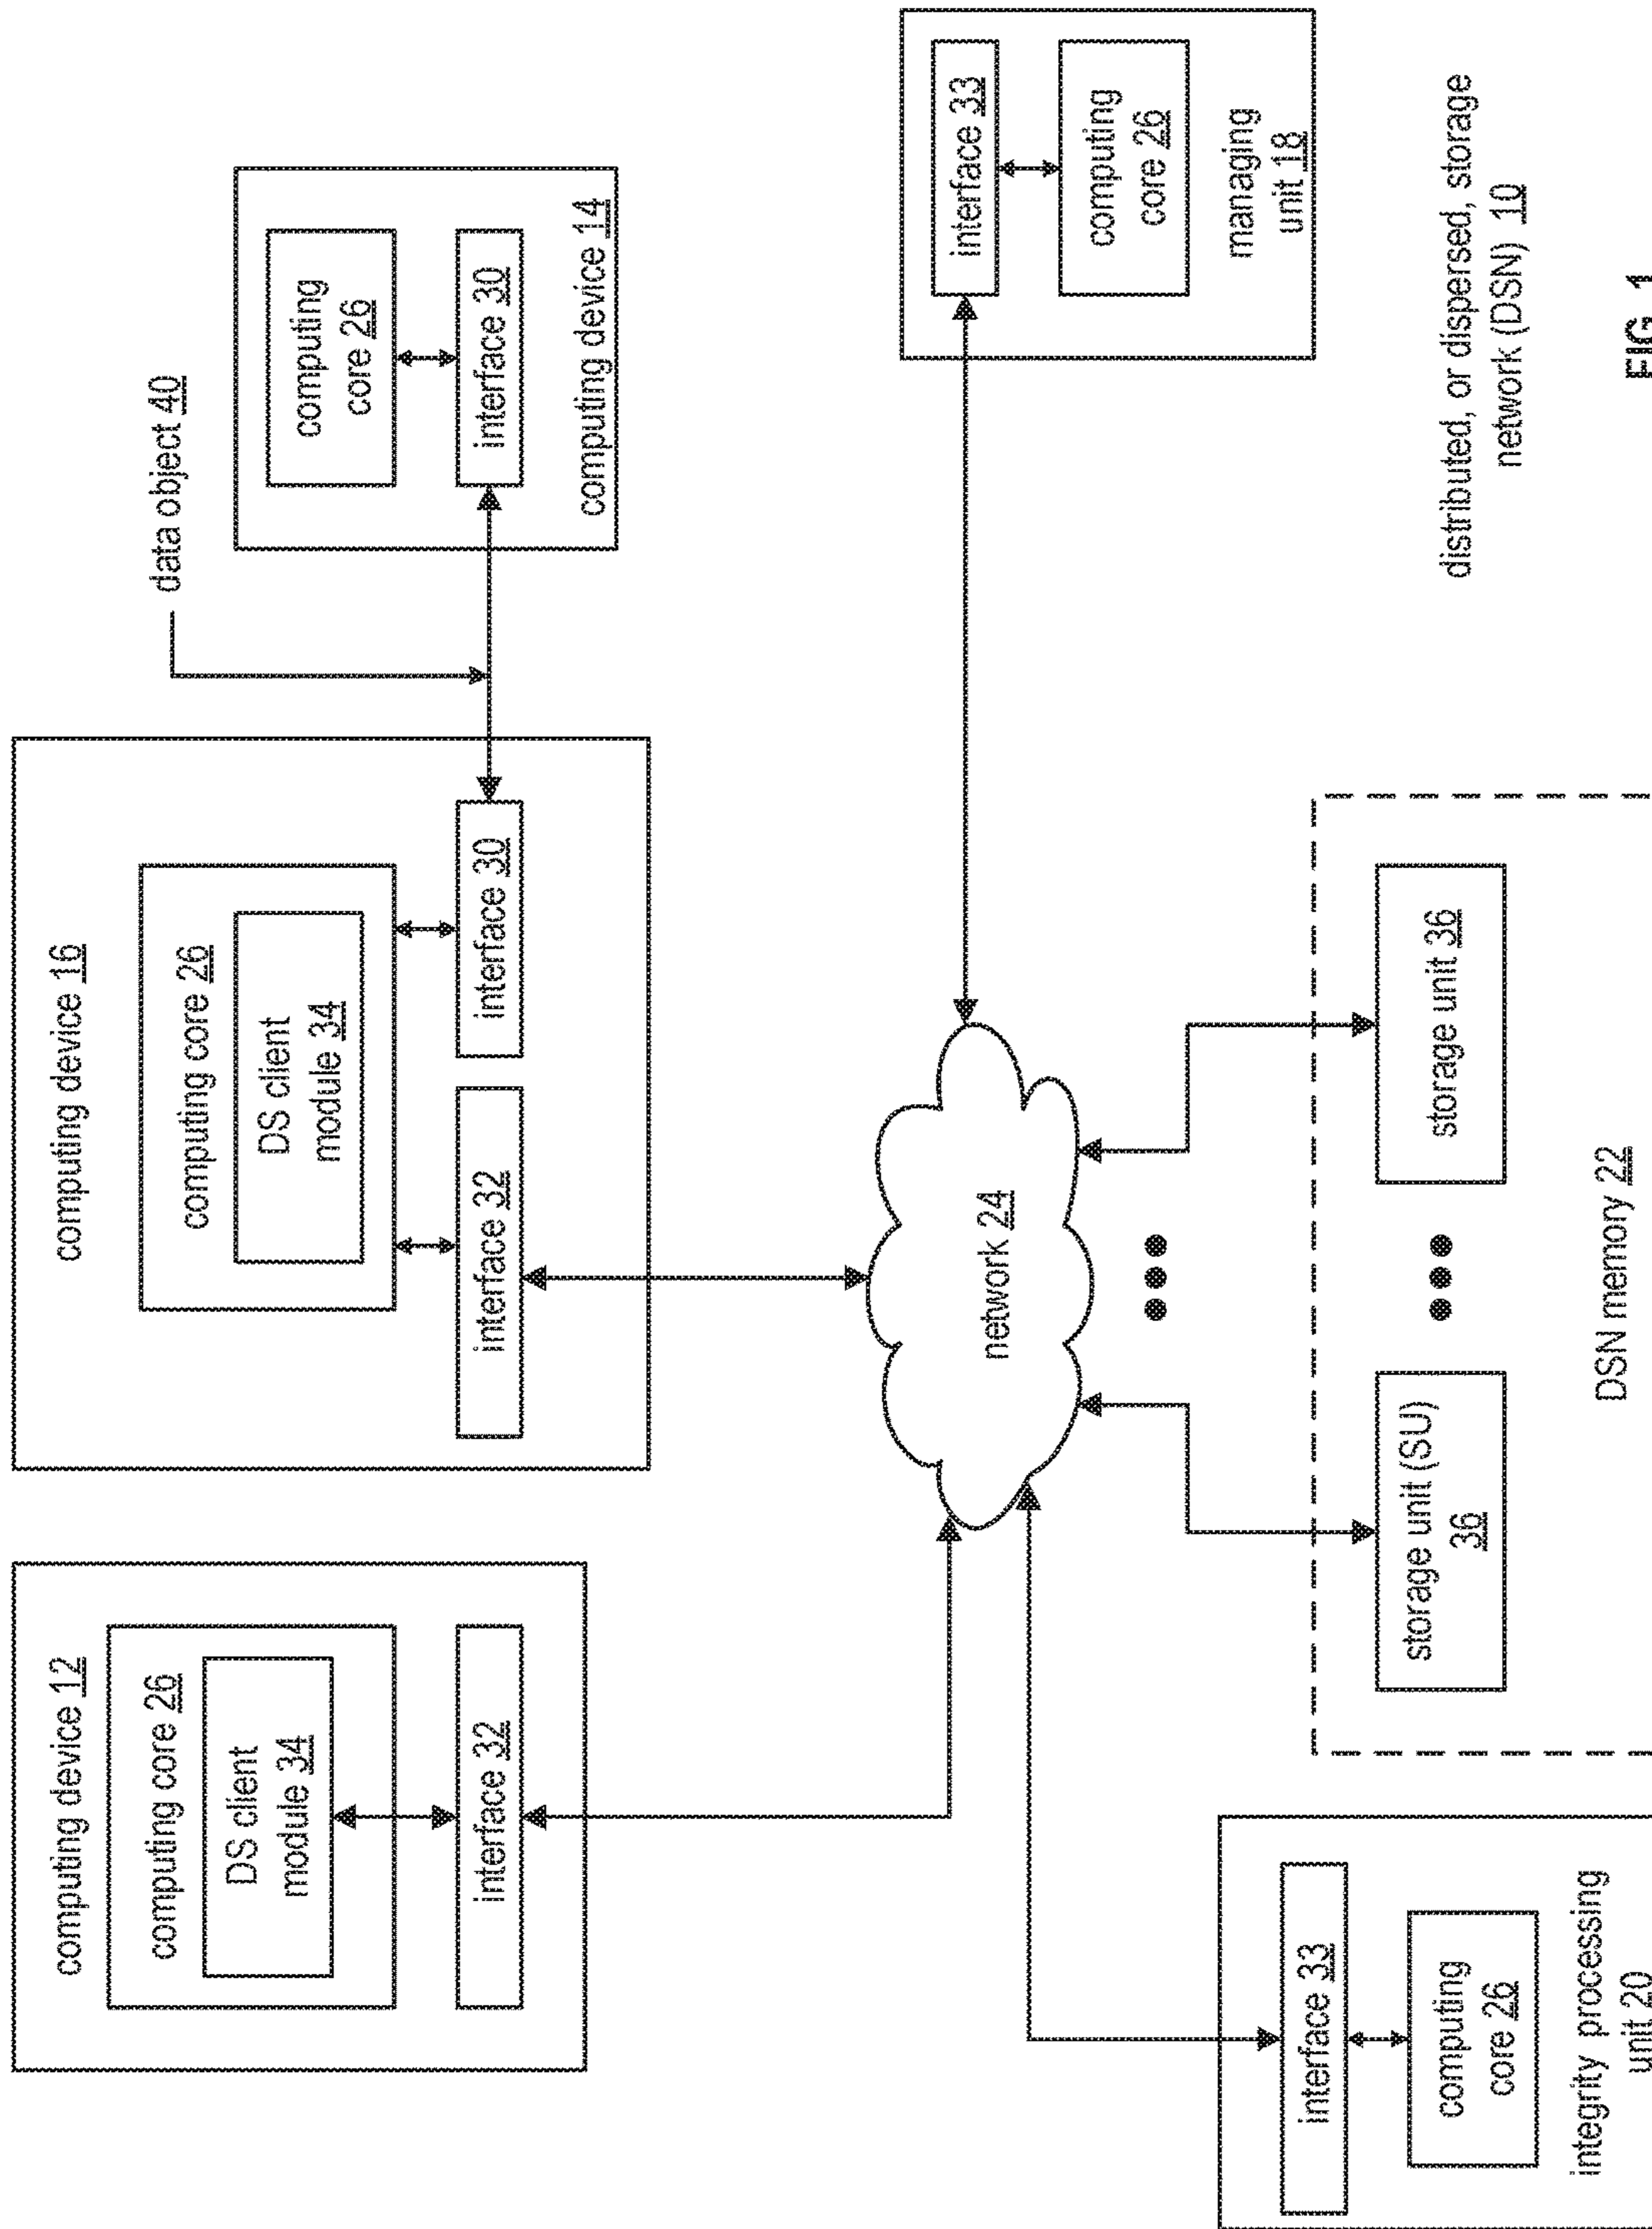 computing device 12
computing core 26
DS client
module 34
interface 32
computing device 16
computing core 26
DS client
module 34
interface 32
interface 30
data object 40
computing
core 26
interface 30
computing device 14
network 24
interface 33
computing
core 26
managing
unit 18
interface 33
computing
core 26
integrity processing
unit 20
storage unit (SU)
36
storage unit 36
DSN memory 22
distributed, or dispersed, storage
network (DSN) 10
FIG. 1